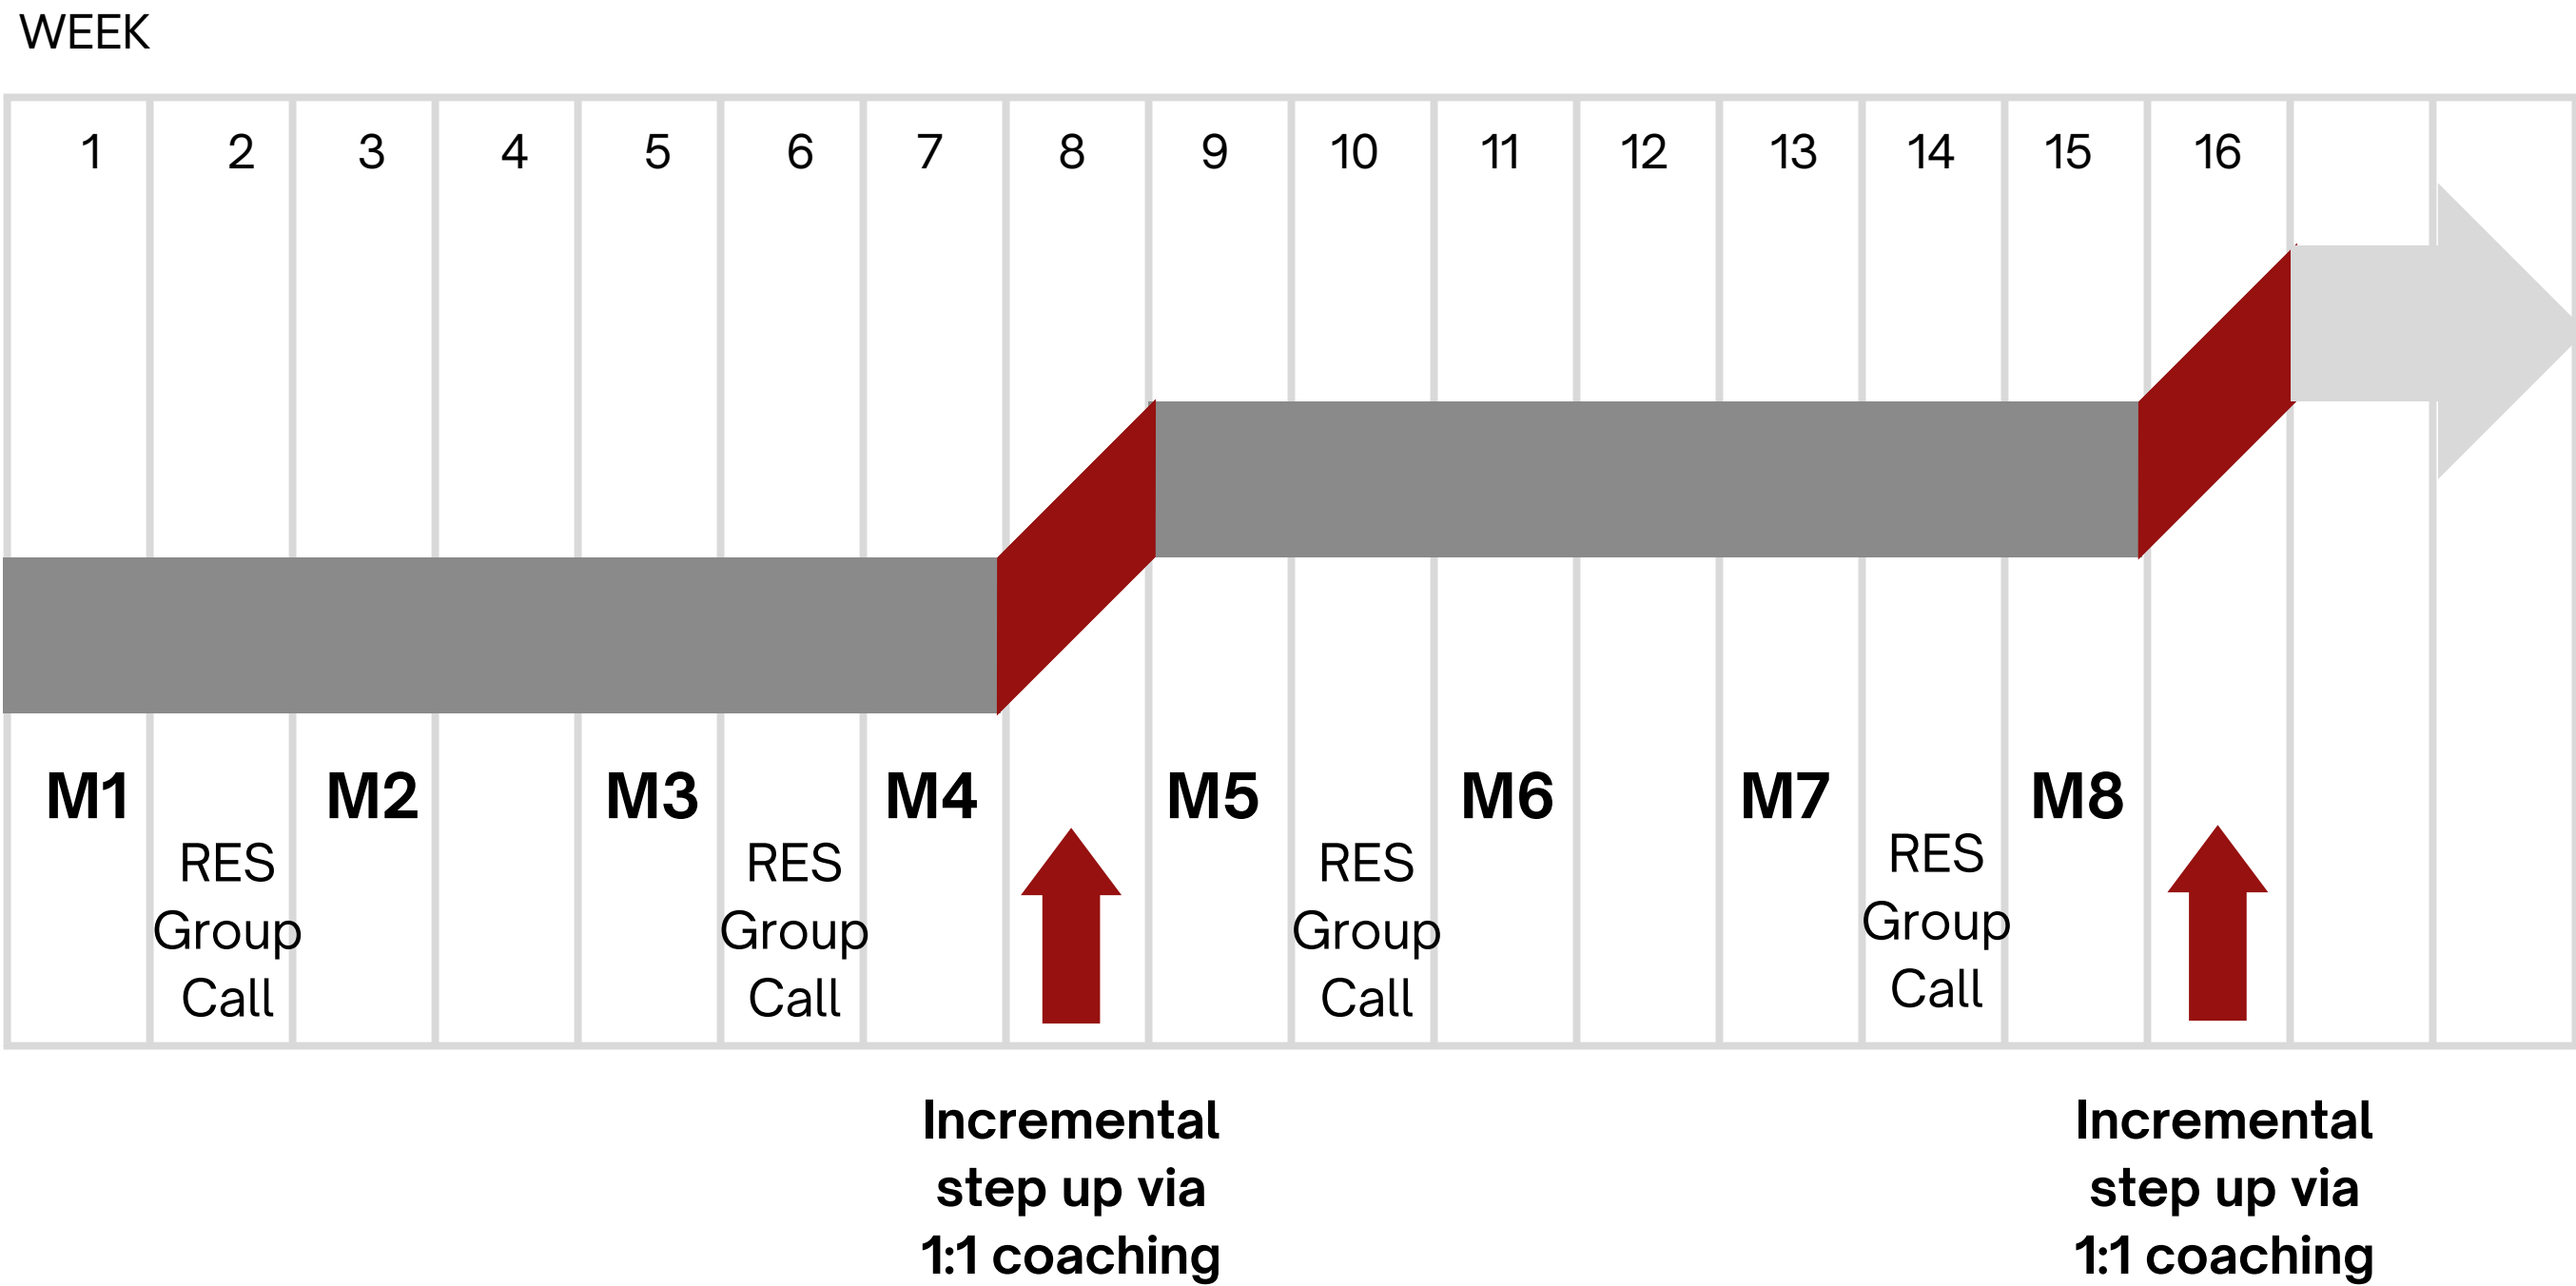 WEEK
1 2 3 4 5 6 7 8 9 10 11 12 13 14 15 16
M1 M2 M3 M4 M5 M6 M7 M8
RES
Group
Call
RES
Group
Call
RES
Group
Call
RES
Group
Call
Incremental
step up via
1:1 coaching
Incremental
step up via
1:1 coaching